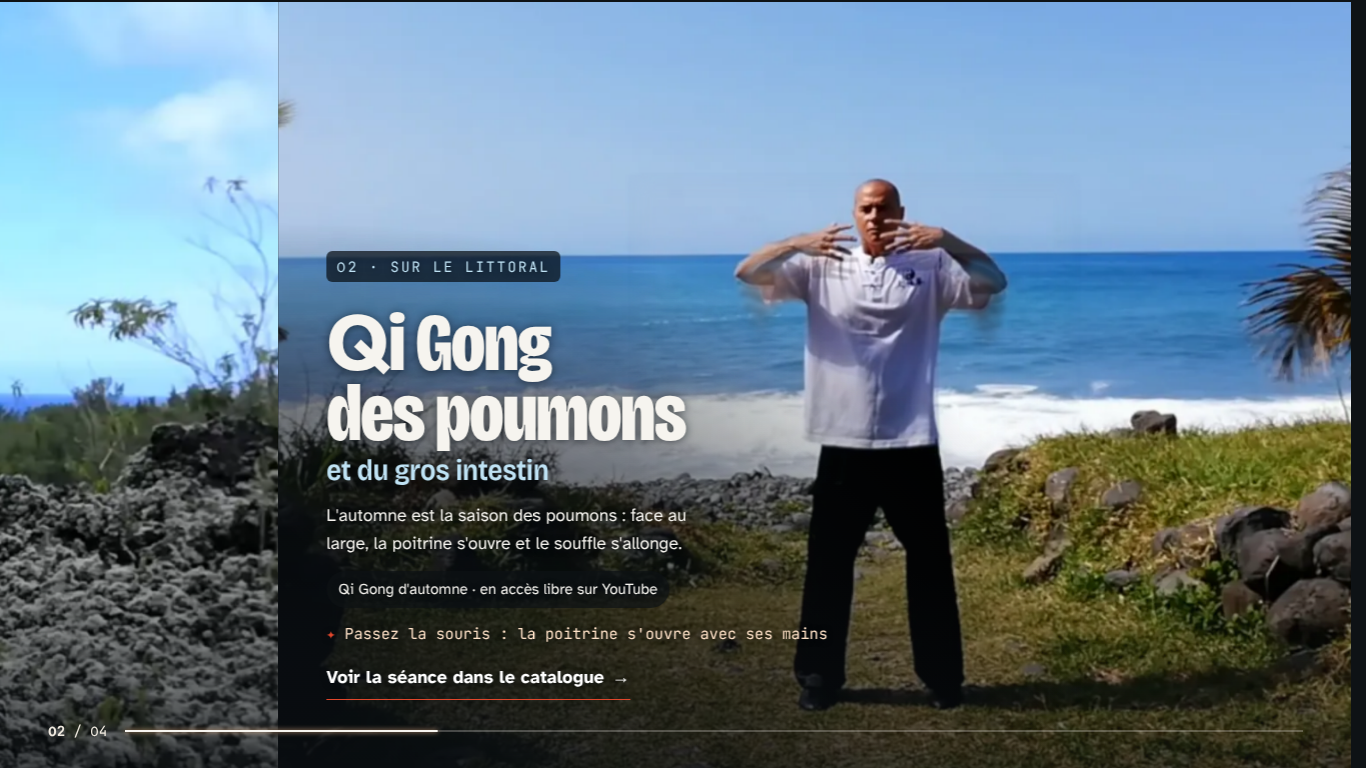 02 · SUR LE LITTORAL
Qi Gong
des poumons
et du gros intestin
L'automne est la saison des poumons : face au
large, la poitrine s'ouvre et le souffle s'allonge.
Qi Gong d'automne · en accès libre sur YouTube
✦ Passez la souris : la poitrine s'ouvre avec ses mains
Voir la séance dans le catalogue →
02 / 04